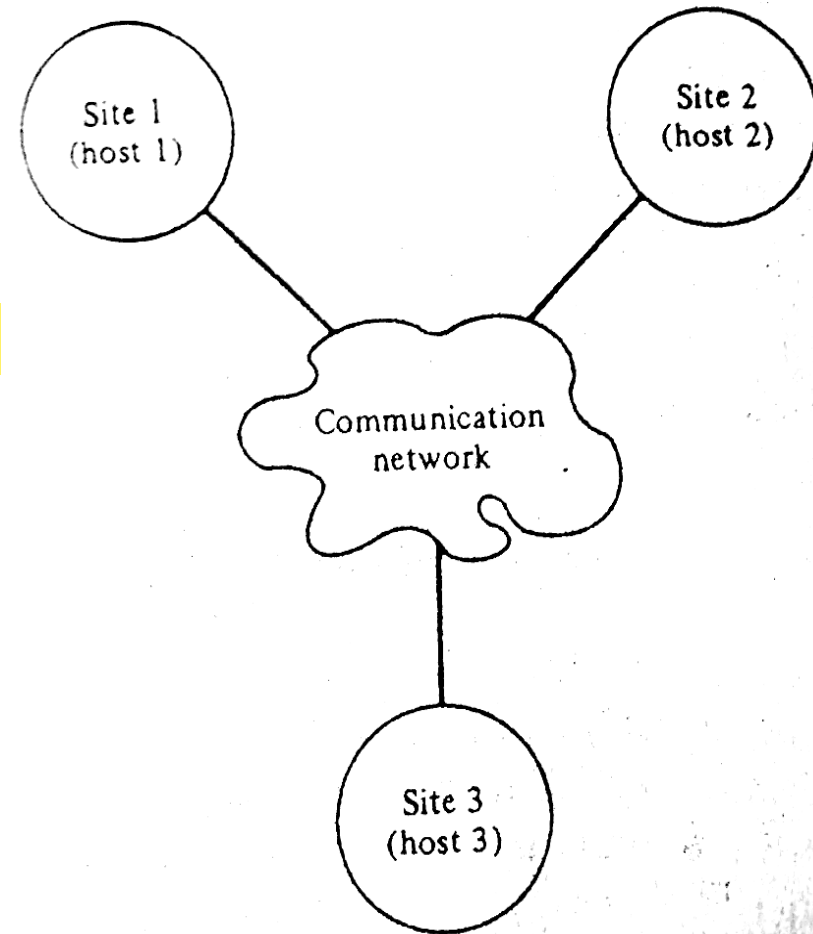 Site 1
(host 1)
Site 2
(host 2)
Communication
network
Site 3
(host 3)